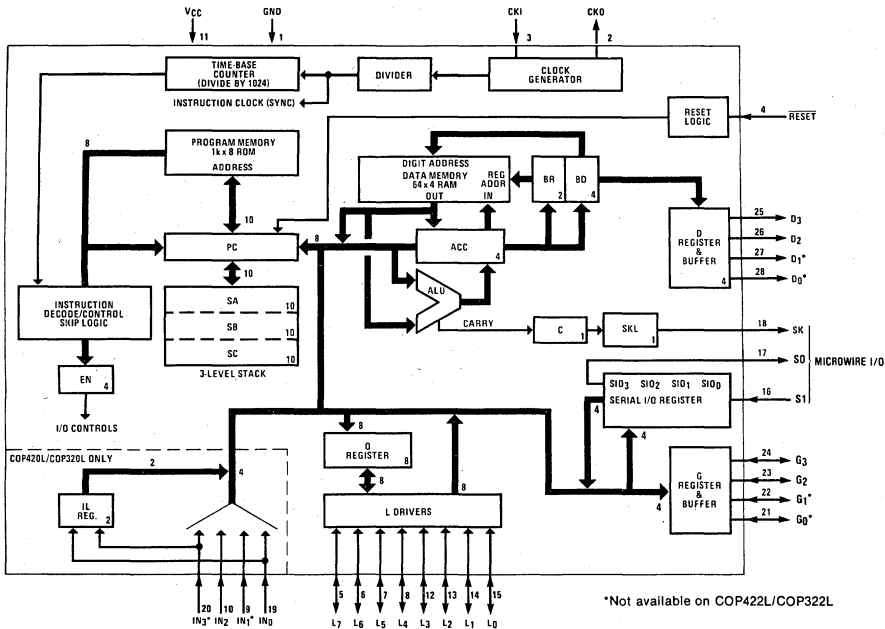 VCC GND CKI CKO
11 1 3 2
TIME-BASE
COUNTER
(DIVIDE BY 1024)
DIVIDER
CLOCK
GENERATOR
INSTRUCTION CLOCK (SYNC)
RESET
LOGIC
4
RESET
8
PROGRAM MEMORY
1k x 8 ROM
ADDRESS
DIGIT ADDRESS
DATA MEMORY
64 x 4 RAM
OUT
REG
ADDR
IN
BR
2
BD
4
10
PC
8
ACC
4
D
REGISTER
&
BUFFER
4
25 D3
26 D2
27 D1*
28 D0*
10
INSTRUCTION
DECODE/CONTROL
SKIP LOGIC
SA
10
SB
10
SC
10
3-LEVEL STACK
ALU
CARRY
C
1
SKL
1
18 SK
17 SO
MICROWIRE I/O
16 S1
EN
4
I/O CONTROLS
SIO3 SIO2 SIO1 SIO0
SERIAL I/O REGISTER
4
4
COP420L/COP320L ONLY
2
4
IL
REG.
2
8
Q
REGISTER
8
8
L DRIVERS
8
G
REGISTER
&
BUFFER
4
24 G3
23 G2
22 G1*
21 G0*
20 10 9 19
IN3* IN2 IN1* IN0
5 6 7 8 12 13 14 15
L7 L6 L5 L4 L3 L2 L1 L0
*Not available on COP422L/COP322L